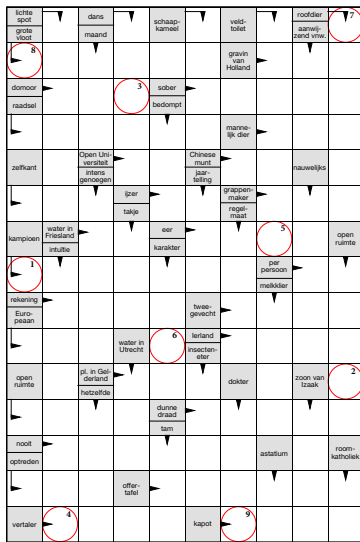 lichte
spot
grote
vloot
dans
maand
schaap-
kameel
veld-
toilet
roofdier
aanwij-
zend vnw.
7
8
gravin
van
Holland
domoor
raadsel
3
sober
bedompt
manne-
lijk dier
zelfkant
Open Uni-
versiteit
intens
genoegen
Chinese
munt
jaar-
telling
nauwelijks
ijzer
takje
grappen-
maker
regel-
maat
kampioen
water in
Friesland
intuïtie
eer
karakter
5
open
ruimte
1
per
persoon
melkklier
rekening
Euro-
peaan
twee-
gevecht
water in
Utrecht
6
Ierland
insecten-
eter
open
ruimte
pl. in Gel-
derland
hetzelfde
dokter
zoon van
Izaak
2
dunne
draad
tam
nooit
optreden
astatium
room-
katholiek
offer-
tafel
vertaler
4
kapot
9